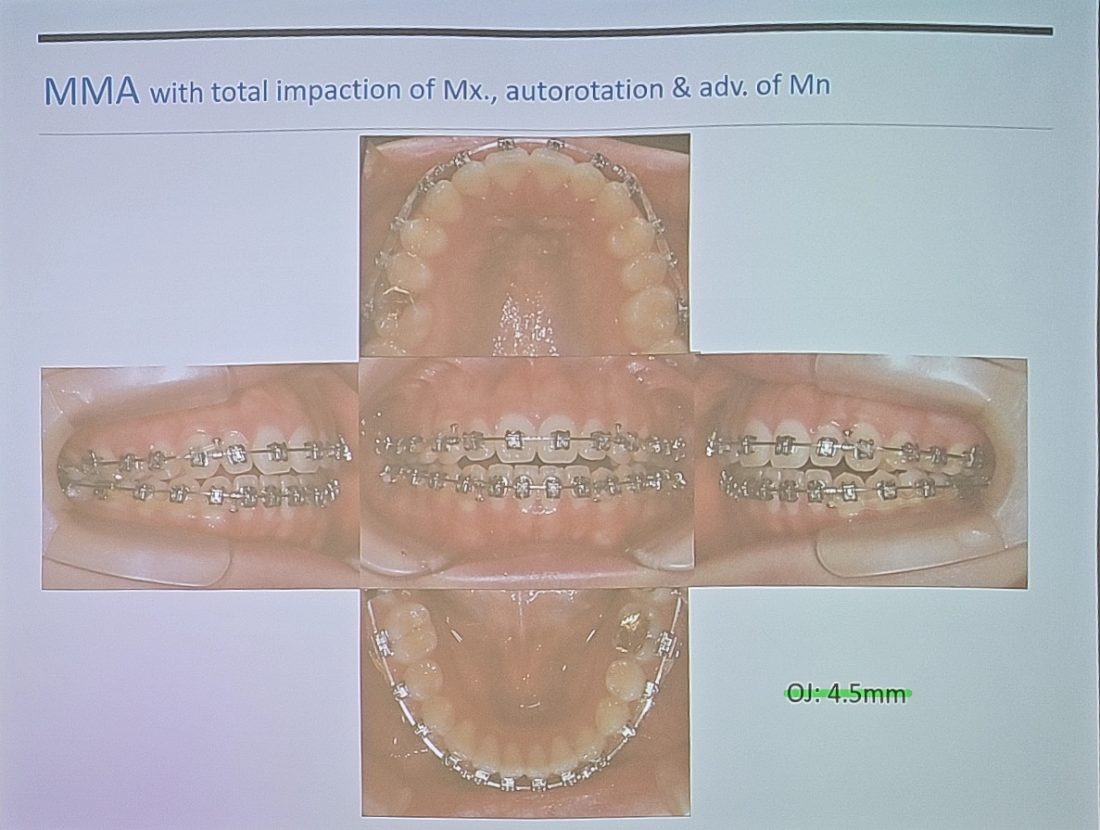 MMA with total impaction of Mx., autorotation & adv. of Mn
OJ: 4.5mm